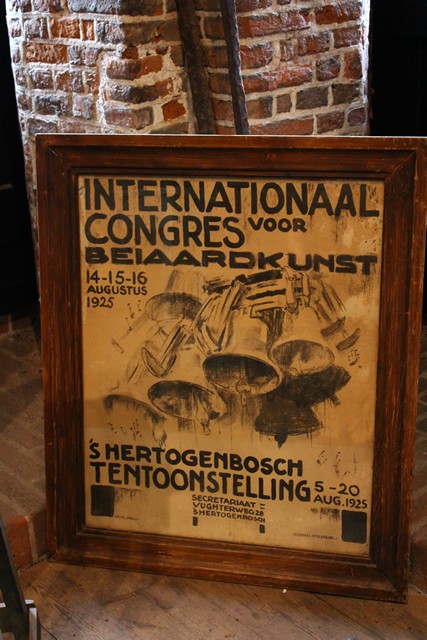 INTERNATIONAAL
CONGRES VOOR
BEIAARDKUNST
14-15-16
AUGUSTUS
1925
'S HERTOGENBOSCH
TENTOONSTELLING 5-20
AUG. 1925
SECRETARIAAT =
VUGHTERWEG 28
'S HERTOGENBOSCH